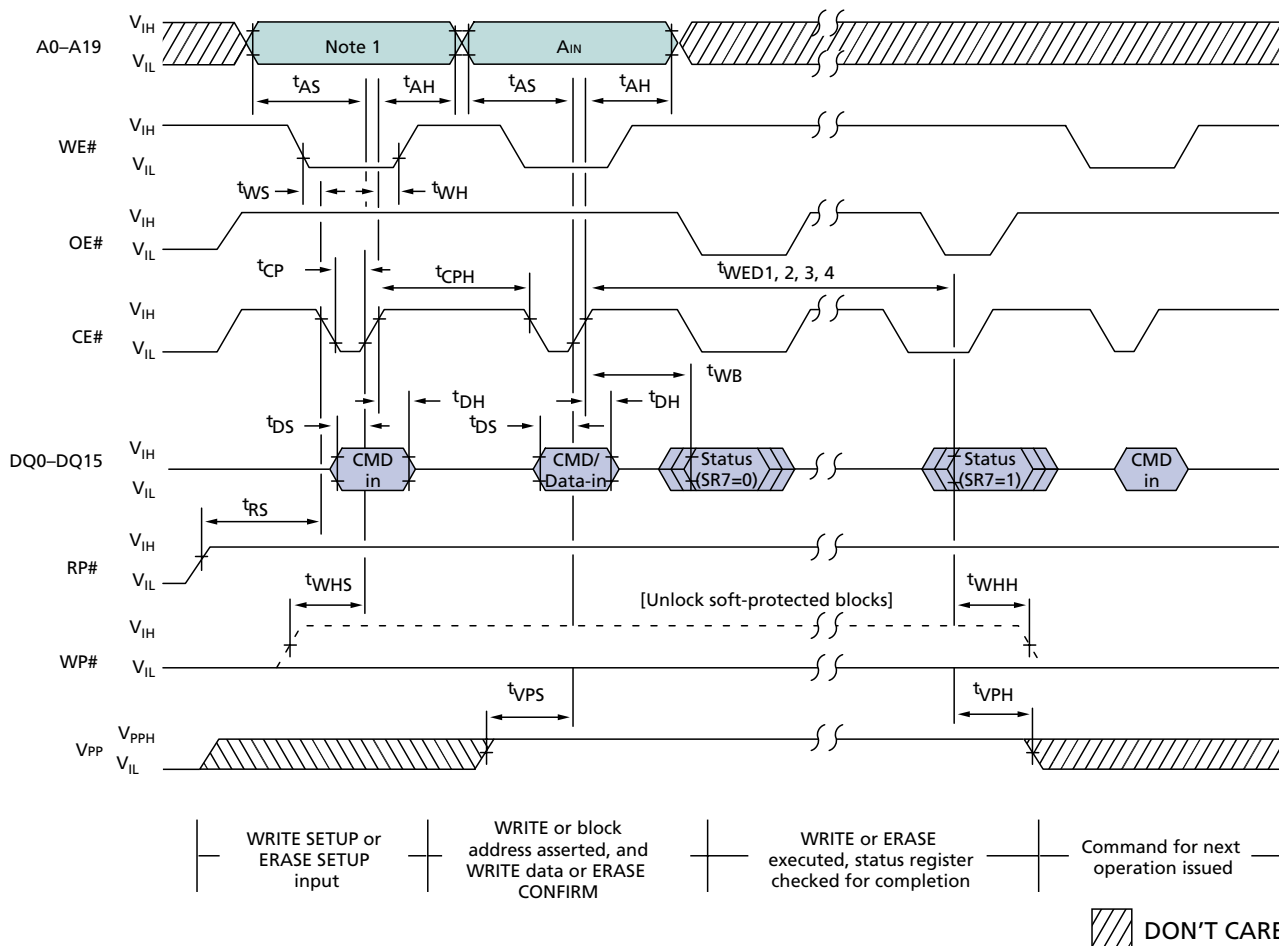 VIH
A0–A19
VIL
Note 1
AIN
tAS
tAH
tAS
tAH
VIH
WE#
VIL
tWS
tWH
VIH
OE#
VIL
tCP
tCPH
tWED1, 2, 3, 4
VIH
CE#
VIL
tWB
tDS
tDH
tDS
tDH
VIH
DQ0–DQ15
VIL
CMD
in
CMD/
Data-in
Status
(SR7=0)
Status
(SR7=1)
CMD
in
tRS
VIH
RP#
VIL
tWHS
[Unlock soft-protected blocks]
tWHH
VIH
WP#
VIL
tVPS
tVPH
VPPH
VPP
VIL
WRITE SETUP or
ERASE SETUP
input
WRITE or block
address asserted, and
WRITE data or ERASE
CONFIRM
WRITE or ERASE
executed, status register
checked for completion
Command for next
operation issued
DON'T CARE